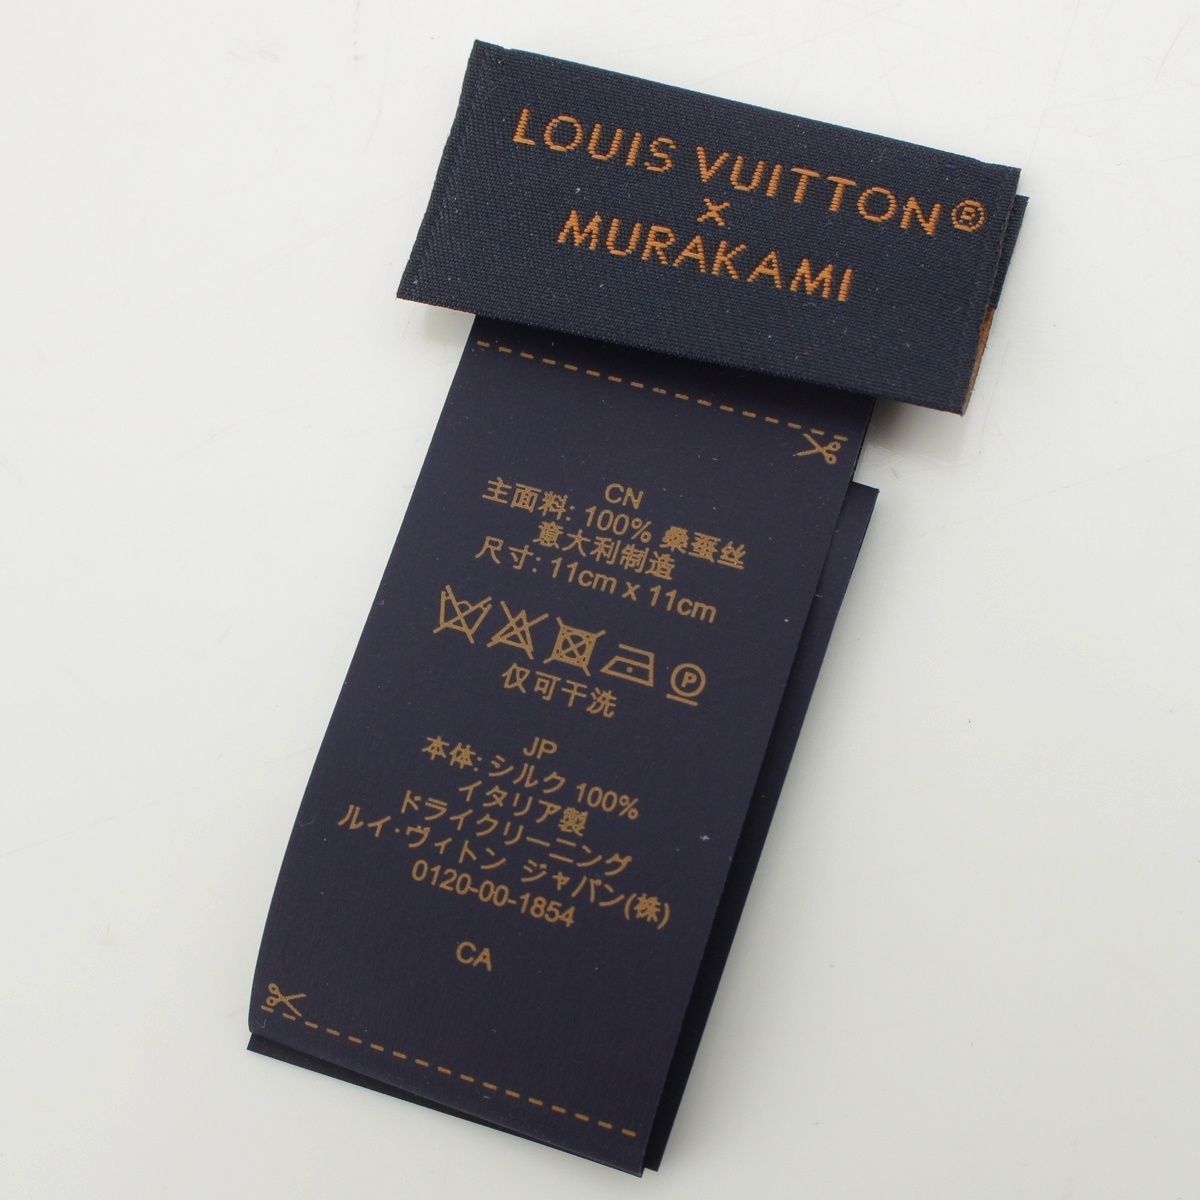 LOUIS VUITTON®
x
MURAKAMI
CN
主面料: 100% 桑蚕丝
意大利制造
尺寸: 11cm x 11cm
P
仅可干洗
JP
本体: シルク 100%
イタリア製
ドライクリーニング
ルイ·ヴィトン ジャパン(株)
0120-00-1854
CA